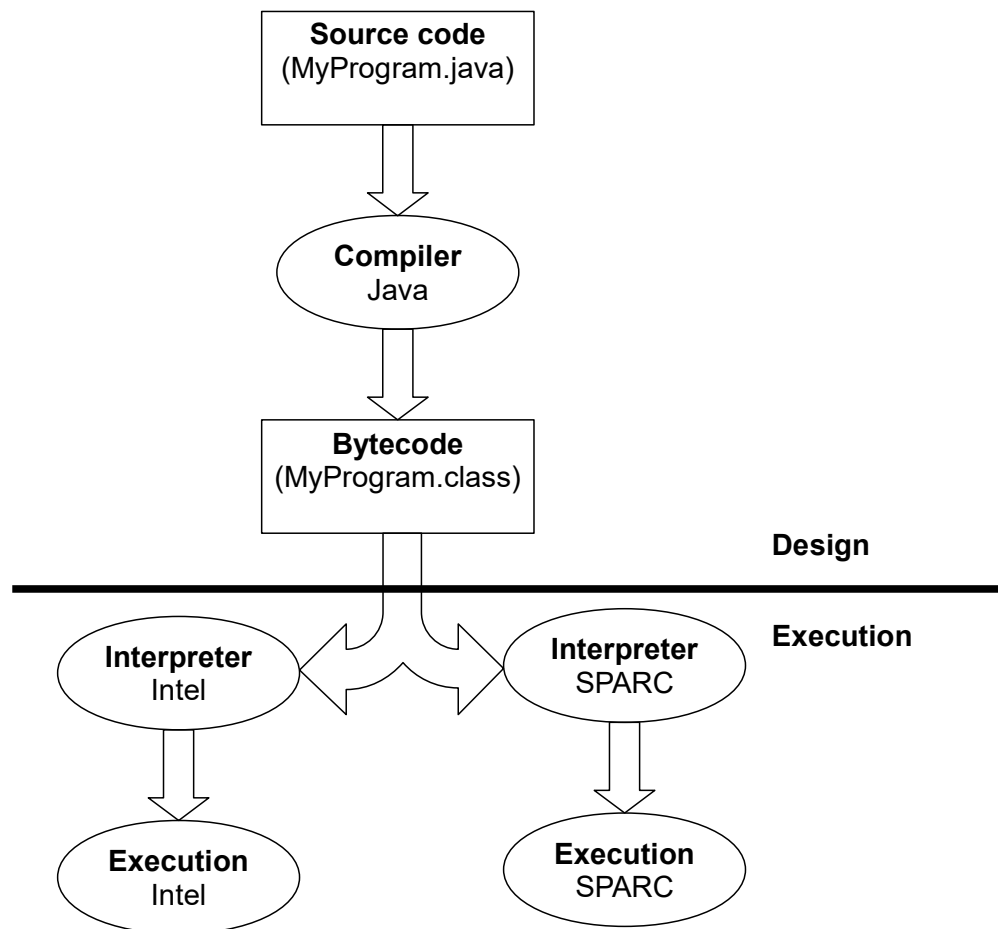 Source code
(MyProgram.java)
Compiler
Java
Bytecode
(MyProgram.class)
Design
Execution
Interpreter
Intel
Interpreter
SPARC
Execution
Intel
Execution
SPARC